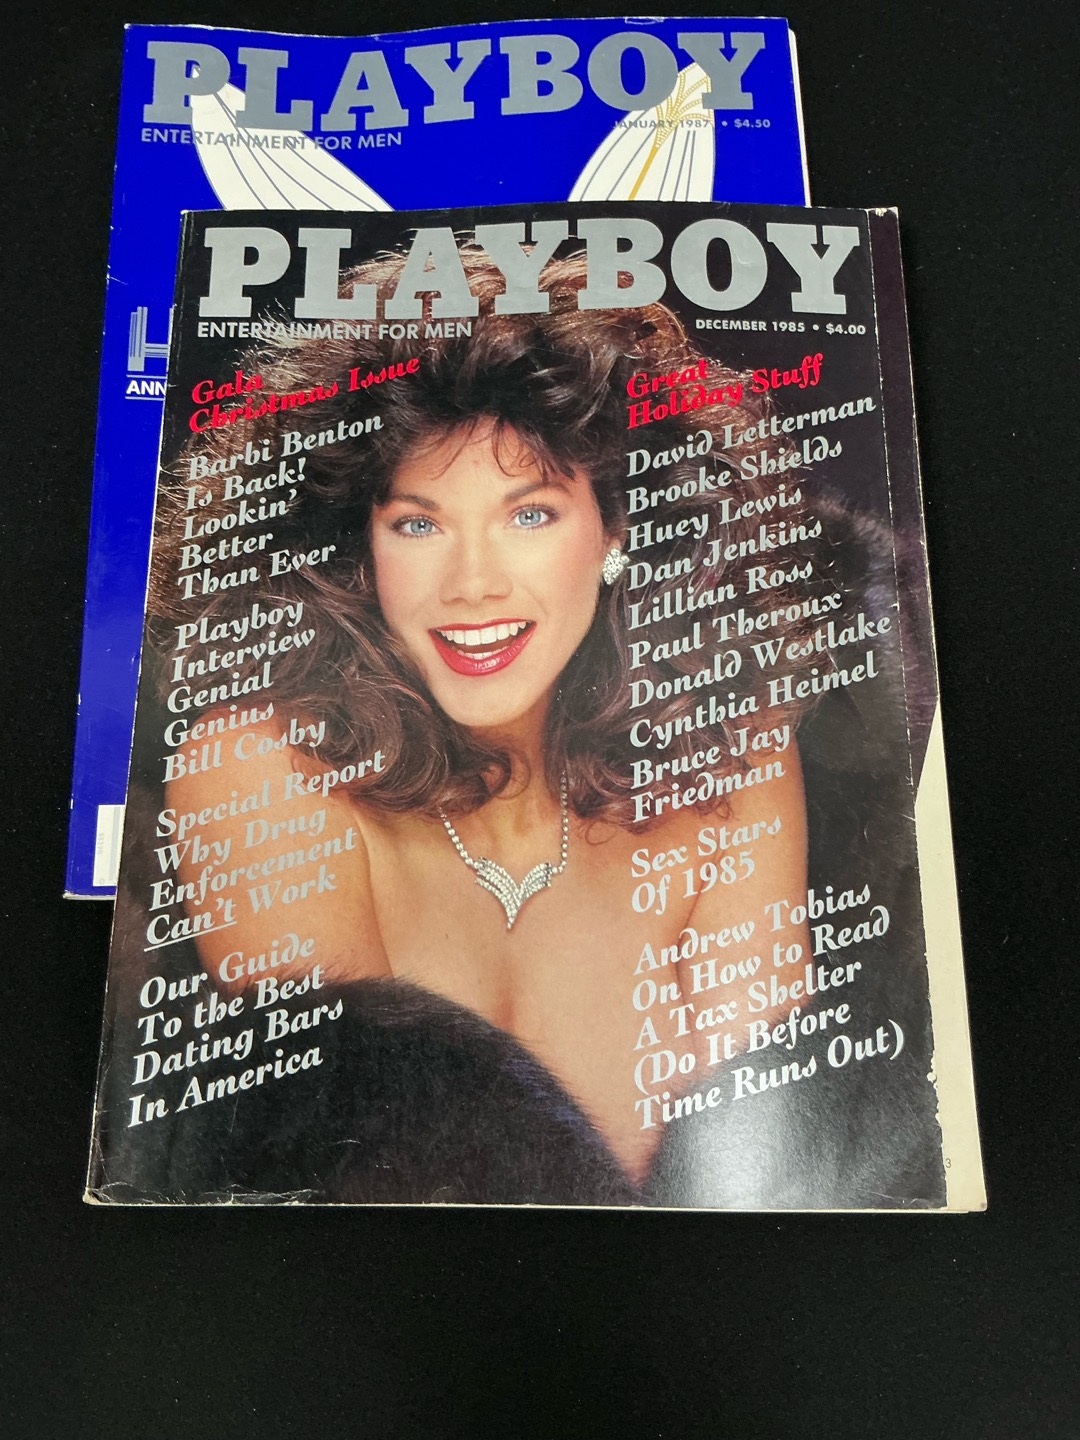 PLAYBOY
ENTERTAINMENT FOR MEN
JANUARY 1987 • $4.50
ANN
PLAYBOY
ENTERTAINMENT FOR MEN
DECEMBER 1985 • $4.00
Gala
Christmas Issue
Barbi Benton
Is Back!
Lookin'
Better
Than Ever
Playboy
Interview
Genial
Genius
Bill Cosby
Special Report
Why Drug
Enforcement
Can't Work
Our Guide
To the Best
Dating Bars
In America
Great
Holiday Stuff
David Letterman
Brooke Shields
Huey Lewis
Dan Jenkins
Lillian Ross
Paul Theroux
Donald Westlake
Cynthia Heimel
Bruce Jay
Friedman
Sex Stars
Of 1985
Andrew Tobias
On How to Read
A Tax Shelter
(Do It Before
Time Runs Out)
3